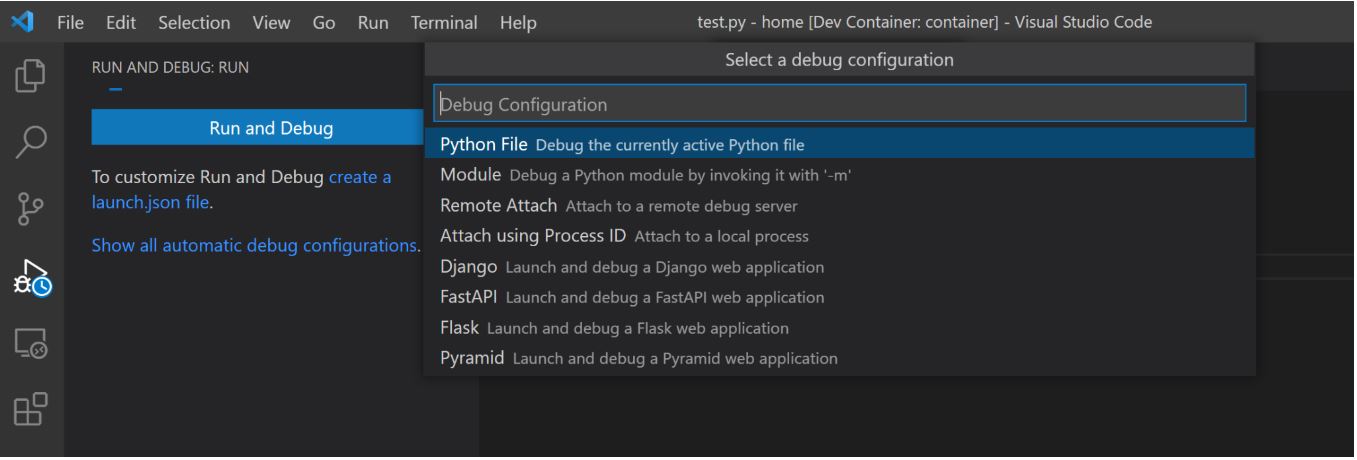 File Edit Selection View Go Run Terminal Help test.py - home [Dev Container: container] - Visual Studio Code
RUN AND DEBUG: RUN
Run and Debug
To customize Run and Debug create a
launch.json file.
Show all automatic debug configurations.
Select a debug configuration
Debug Configuration
Python File Debug the currently active Python file
Module Debug a Python module by invoking it with '-m'
Remote Attach Attach to a remote debug server
Attach using Process ID Attach to a local process
Django Launch and debug a Django web application
FastAPI Launch and debug a FastAPI web application
Flask Launch and debug a Flask web application
Pyramid Launch and debug a Pyramid web application